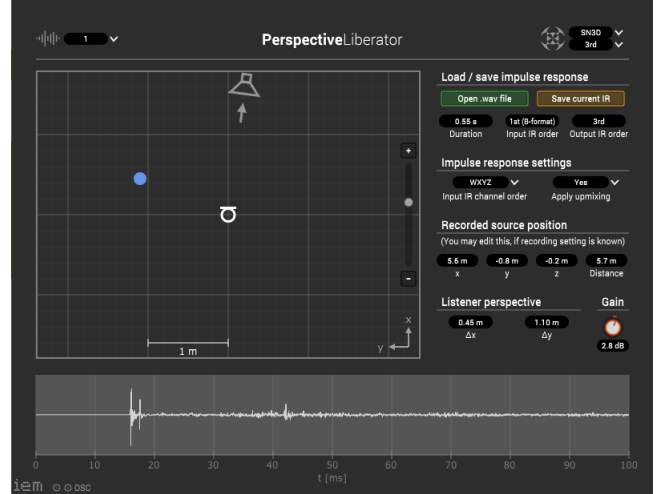 1
PerspectiveLiberator
SN3D
3rd
Load / save impulse response
Open .wav file
Save current IR
0.55 s
1st (B-format)
3rd
Duration
Input IR order
Output IR order
Impulse response settings
WXYZ
Yes
Input IR channel order
Apply upmixing
Recorded source position
(You may edit this, if recording setting is known)
5.6 m
-0.8 m
-0.2 m
5.7 m
x
y
z
Distance
Listener perspective
Gain
0.45 m
1.10 m
Δx
Δy
2.8 dB
+
-
x
y
1 m
0 10 20 30 40 50 60 70 80 90 100
t [ms]
iem
osc